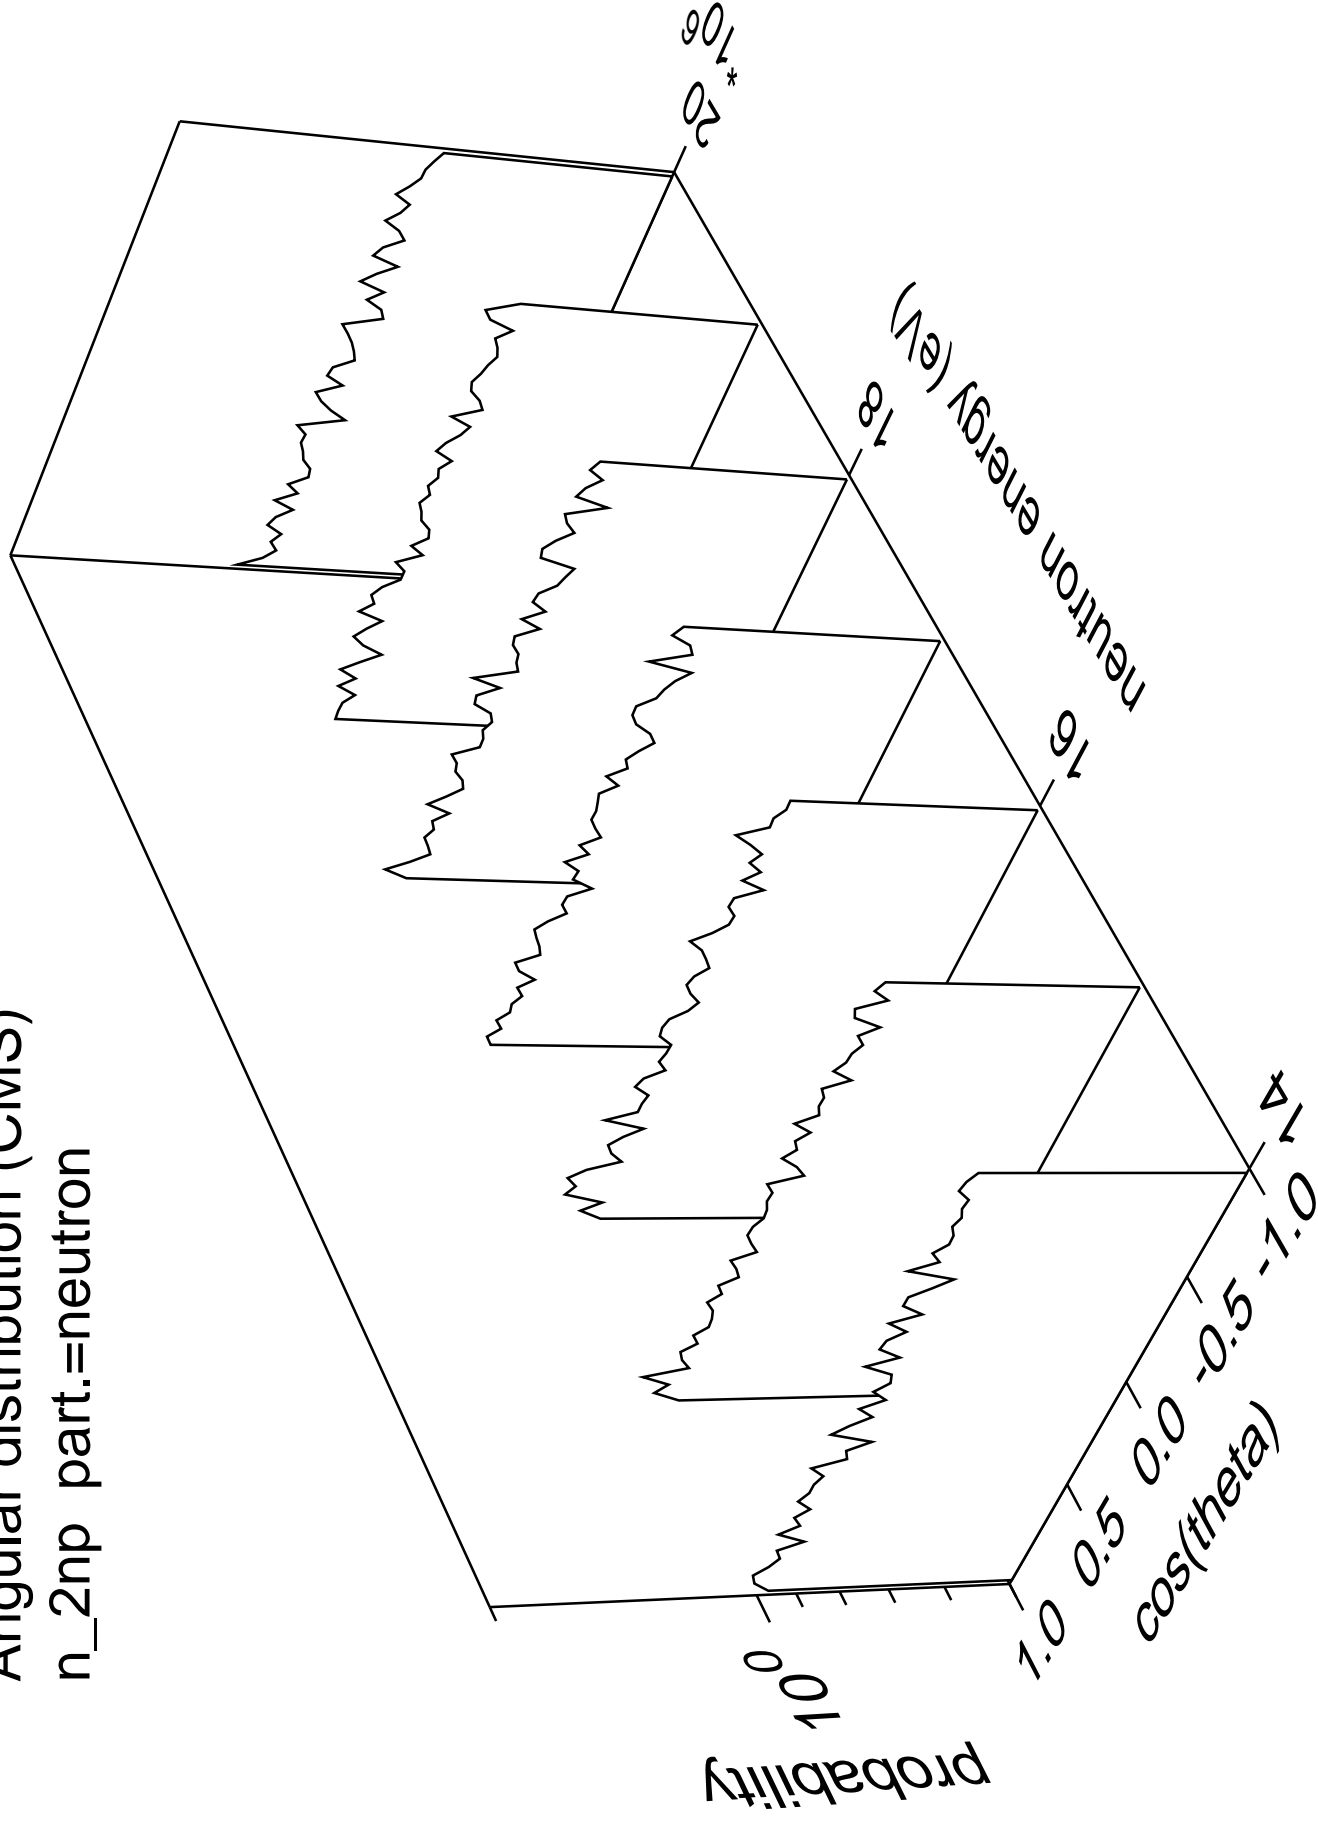 Angular distribution (CMS)
n_2np part.=neutron
probability
10^0
1.0 0.5 0.0 -0.5 -1.0
cos(theta)
14 16 18 20
*10^6
neutron energy (eV)